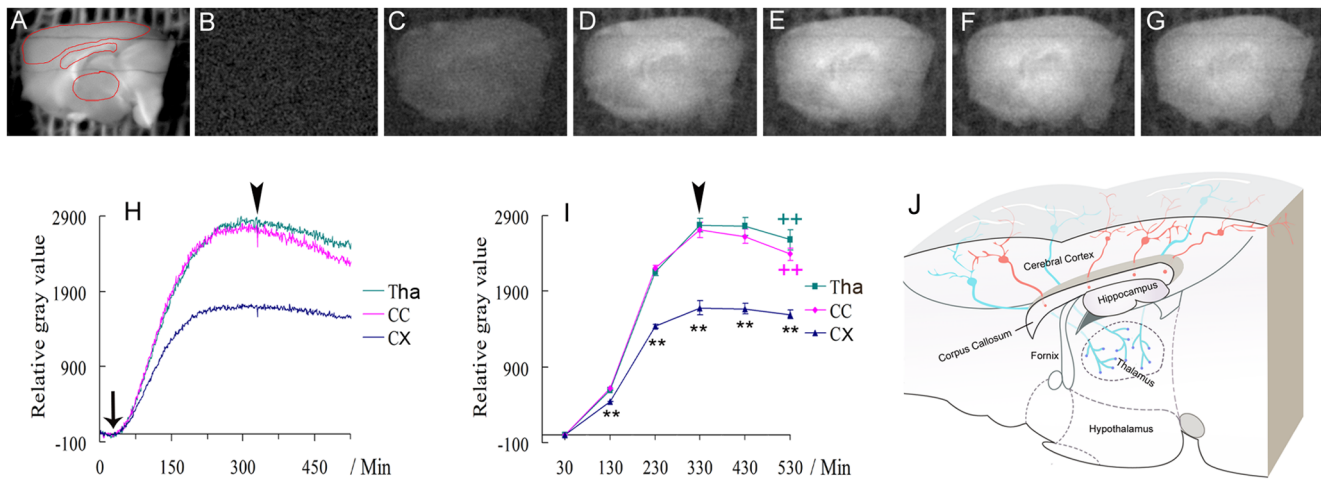 A
B
C
D
E
F
G
H
Relative gray value
2900
1900
900
-100
0
150
300
450
/ Min
Tha
CC
CX
I
Relative gray value
2900
1900
900
-100
30
130
230
330
430
530
/ Min
++
++
**
**
**
**
**
Tha
CC
CX
J
Cerebral Cortex
Hippocampus
Corpus Callosum
Fornix
Thalamus
Hypothalamus